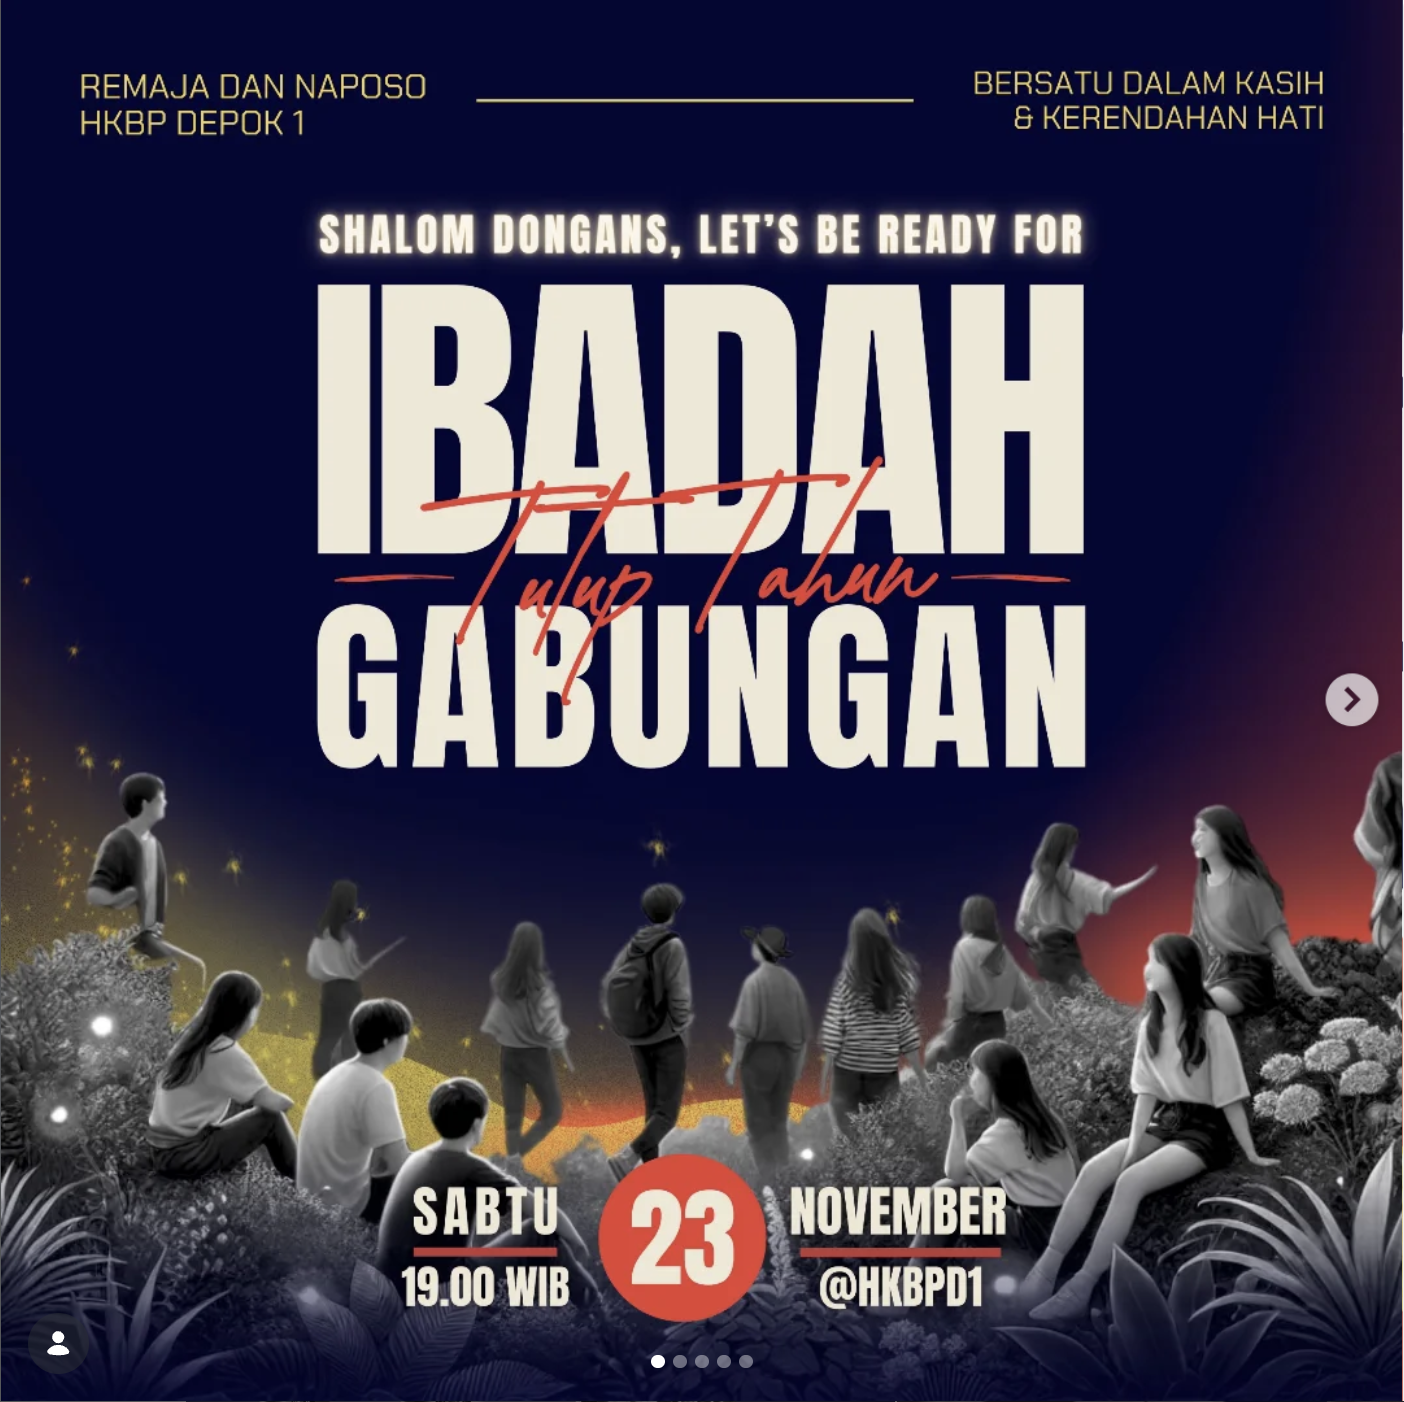 REMAJA DAN NAPOSO
HKBP DEPOK 1
BERSATU DALAM KASIH
& KERENDAHAN HATI
SHALOM DONGANS, LET'S BE READY FOR
IBADAH
Tutup Tahun
GABUNGAN
SABTU
19.00 WIB
23
NOVEMBER
@HKBPD1